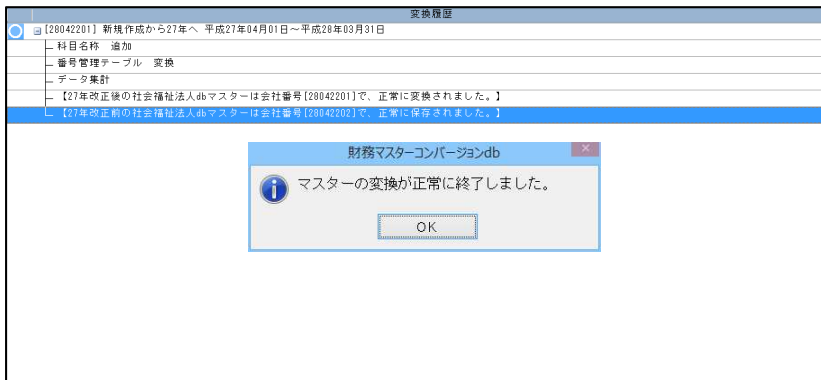 変換履歴
[28042201] 新規作成から27年へ 平成27年04月01日～平成28年03月31日
科目名称 追加
番号管理テーブル 変換
データ集計
【27年改正後の社会福祉法人dbマスターは会社番号[28042201]で、正常に変換されました。】
【27年改正前の社会福祉法人dbマスターは会社番号[28042202]で、正常に保存されました。】
財務マスターコンバージョンdb
マスターの変換が正常に終了しました。
OK